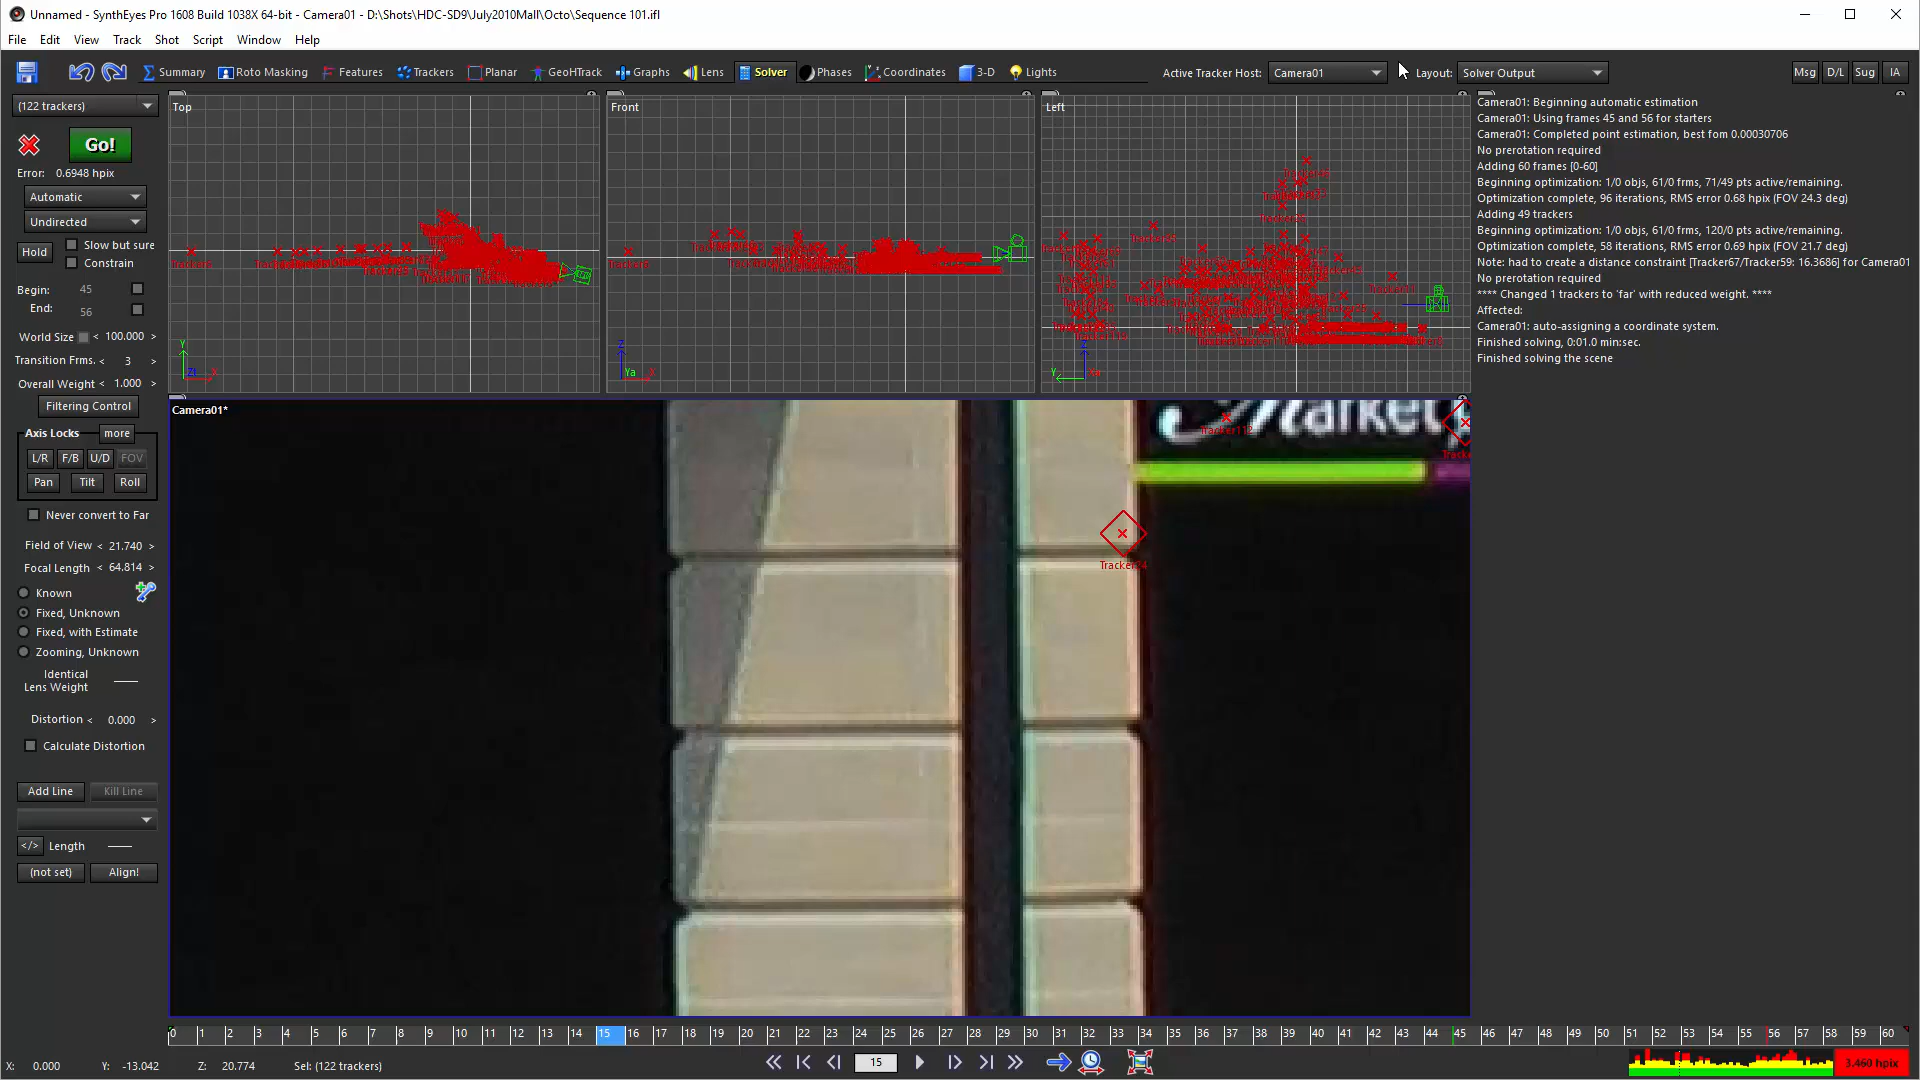 Unnamed - SynthEyes Pro 1608 Build 1038X 64-bit - Camera01 - D:\Shots\HDC-SD9\July2010Mall\Octo\Sequence 101.ifl
File Edit View Track Shot Script Window Help
Summary Roto Masking Features Trackers Planar GeoHTrack Graphs Lens Solver Phases Coordinates 3-D Lights Active Tracker Host: Camera01 Layout: Solver Output Msg D/L Sug IA
(122 trackers)
Go!
Error: 0.6948 hpix
Automatic
Undirected
Hold Slow but sure
Constrain
Begin: 45
End: 56
World Size < 100.000 >
Transition Frms. < 3 >
Overall Weight < 1.000 >
Filtering Control
Axis Locks more
L/R F/B U/D FOV
Pan Tilt Roll
Never convert to Far
Field of View < 21.740 >
Focal Length < 64.814 >
Known
Fixed, Unknown
Fixed, with Estimate
Zooming, Unknown
Identical
Lens Weight
Distortion < 0.000 >
Calculate Distortion
Add Line Kill Line
</> Length
(not set) Align!
Top
Y
X
Front
Z
Ya X
Left
Z
Y
Camera01: Beginning automatic estimation
Camera01: Using frames 45 and 56 for starters
Camera01: Completed point estimation, best fom 0.00030706
No prerotation required
Adding 60 frames [0-60]
Beginning optimization: 1/0 objs, 61/0 frms, 71/49 pts active/remaining.
Optimization complete, 96 iterations, RMS error 0.68 hpix (FOV 24.3 deg)
Adding 49 trackers
Beginning optimization: 1/0 objs, 61/0 frms, 120/0 pts active/remaining.
Optimization complete, 58 iterations, RMS error 0.69 hpix (FOV 21.7 deg)
Note: had to create a distance constraint [Tracker67/Tracker59: 16.3686] for Camera01
No prerotation required
**** Changed 1 trackers to 'far' with reduced weight. ****
Affected:
Camera01: auto-assigning a coordinate system.
Finished solving, 0:01.0 min:sec.
Finished solving the scene
Camera01*
Market
Tracker112
0 1 2 3 4 5 6 7 8 9 10 11 12 13 14 15 16 17 18 19 20 21 22 23 24 25 26 27 28 29 30 31 32 33 34 35 36 37 38 39 40 41 42 43 44 45 46 47 48 49 50 51 52 53 54 55 56 57 58 59 60
X: 0.000 Y: -13.042 Z: 20.774 Sel: (122 trackers) 15 3.460 hpix